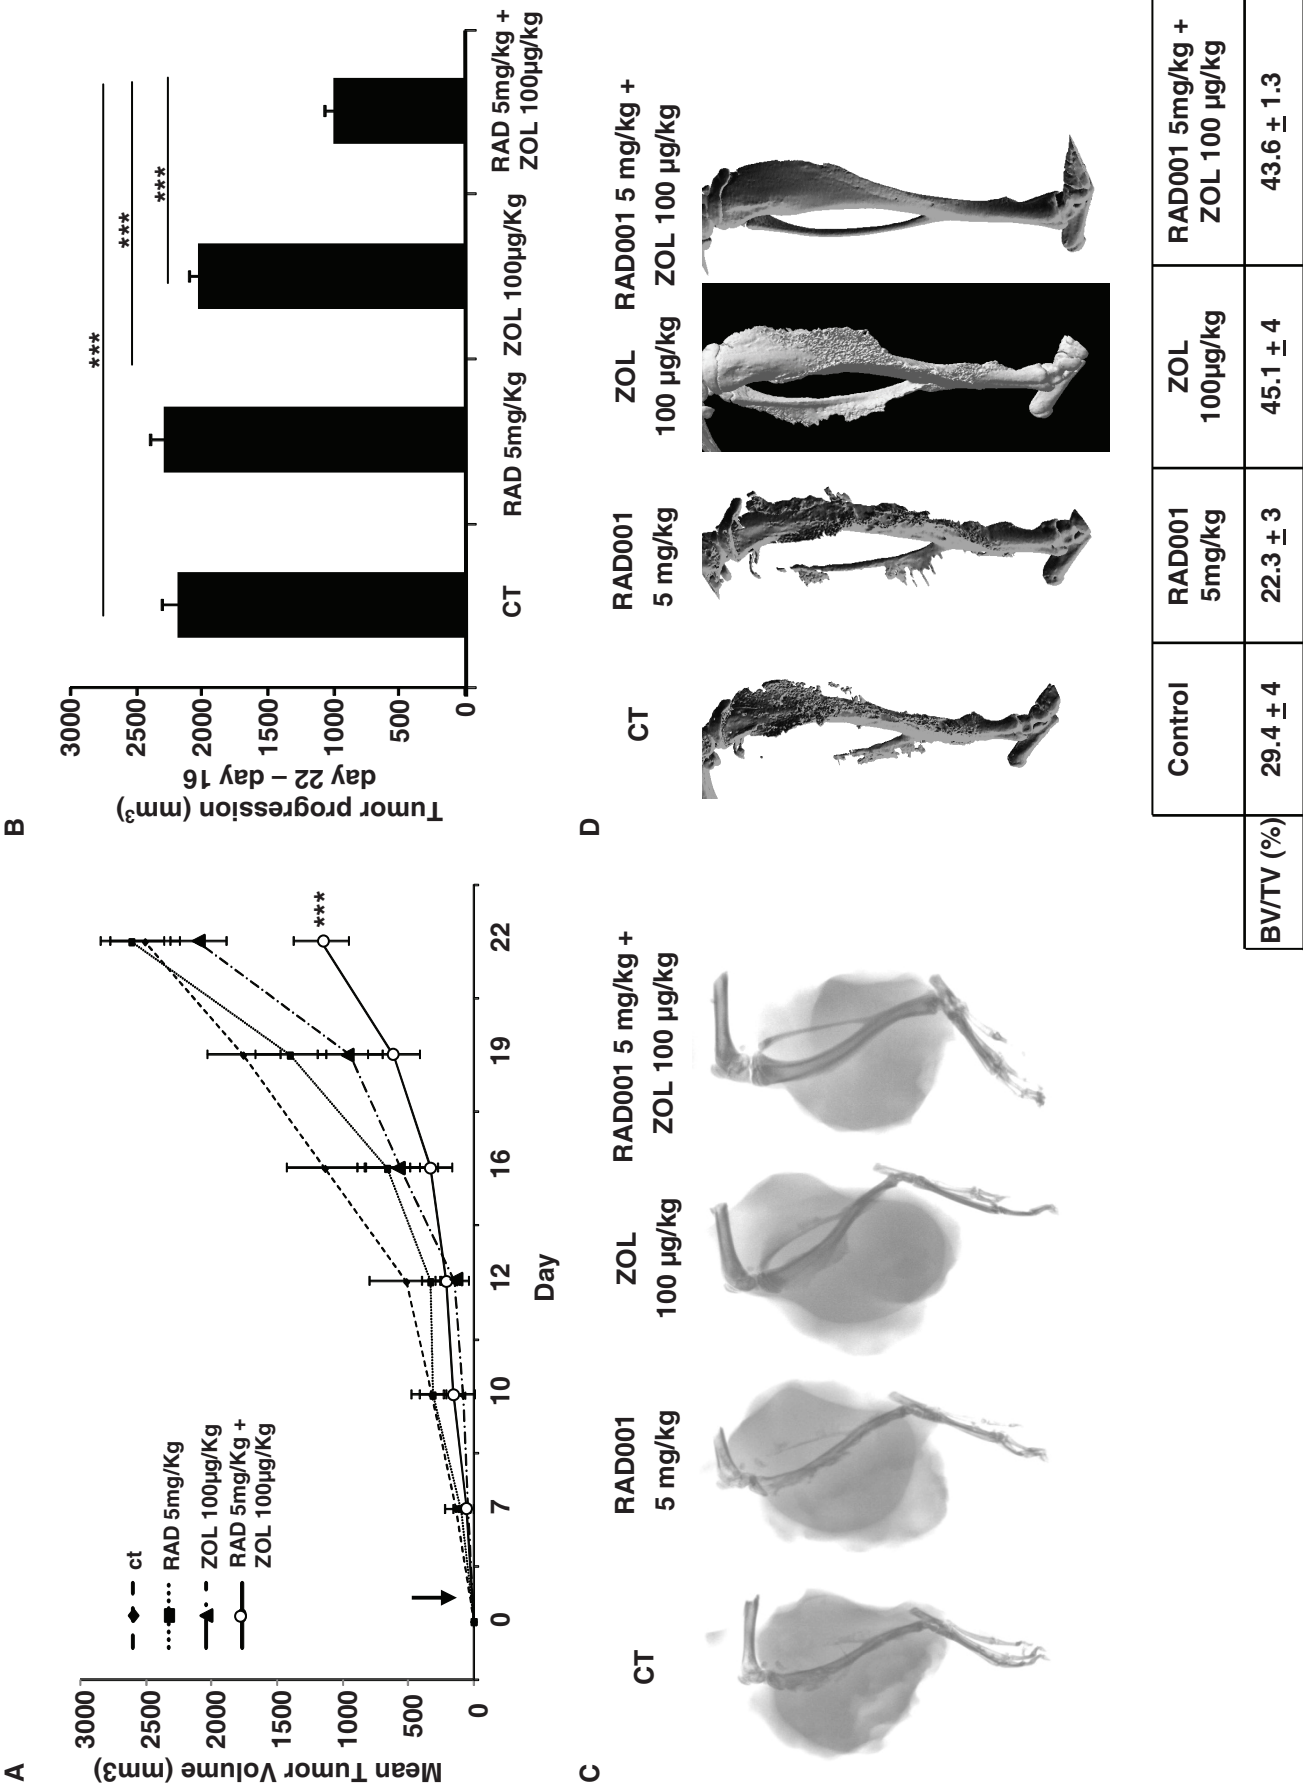 A
Mean Tumor Volume (mm3)
3000
2500
2000
1500
1000
500
0
ct
RAD 5mg/Kg
ZOL 100µg/Kg
RAD 5mg/Kg +
ZOL 100µg/Kg
***
0
7
10
12
16
19
22
Day
B
Tumor progression (mm³)
day 22 – day 16
3000
2500
2000
1500
1000
500
0
***
***
***
CT
RAD 5mg/Kg
ZOL 100µg/Kg
RAD 5mg/kg +
ZOL 100µg/kg
C
CT
RAD001
5 mg/kg
ZOL
100 µg/kg
RAD001 5 mg/kg +
ZOL 100 µg/kg
D
CT
RAD001
5 mg/kg
ZOL
100 µg/kg
RAD001 5 mg/kg +
ZOL 100 µg/kg
Control
RAD001
5mg/kg
ZOL
100µg/kg
RAD001 5mg/kg +
ZOL 100 µg/kg
BV/TV (%)
29.4 ± 4
22.3 ± 3
45.1 ± 4
43.6 ± 1.3